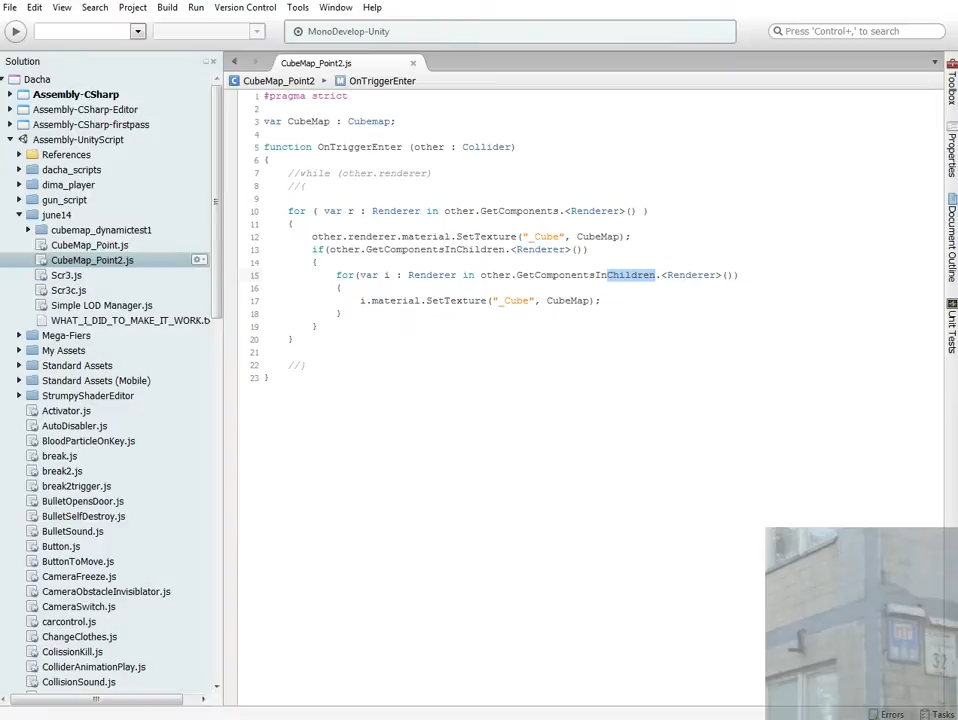 File Edit View Search Project Build Run Version Control Tools Window Help
MonoDevelop-Unity
Press 'Control+,' to search
Solution
CubeMap_Point2.js
CubeMap_Point2 OnTriggerEnter
Dacha
Assembly-CSharp
Assembly-CSharp-Editor
Assembly-CSharp-firstpass
Assembly-UnityScript
References
dacha_scripts
dima_player
gun_script
june14
cubemap_dynamictest1
CubeMap_Point.js
CubeMap_Point2.js
Scr3.js
Scr3c.js
Simple LOD Manager.js
WHAT_I_DID_TO_MAKE_IT_WORK.b
Mega-Fiers
My Assets
Standard Assets
Standard Assets (Mobile)
StrumpyShaderEditor
Activator.js
AutoDisabler.js
BloodParticleOnKey.js
break.js
break2.js
break2trigger.js
BulletOpensDoor.js
BulletSelfDestroy.js
BulletSound.js
Button.js
ButtonToMove.js
CameraFreeze.js
CameraObstacleInvisiblator.js
CameraSwitch.js
carcontrol.js
ChangeClothes.js
ColissionKill.js
ColliderAnimationPlay.js
CollisionSound.js
1 #pragma strict
2
3 var CubeMap : Cubemap;
4
5 function OnTriggerEnter (other : Collider)
6 {
7 //while (other.renderer)
8 //{
9
10 for ( var r : Renderer in other.GetComponents.<Renderer>() )
11 {
12 other.renderer.material.SetTexture("_Cube", CubeMap);
13 if(other.GetComponentsInChildren.<Renderer>())
14 {
15 for(var i : Renderer in other.GetComponentsInChildren.<Renderer>())
16 {
17 i.material.SetTexture("_Cube", CubeMap);
18 }
19 }
20 }
21
22 //}
23 }
Toolbox
Properties
Document Outline
Unit Tests
32
Errors Tasks